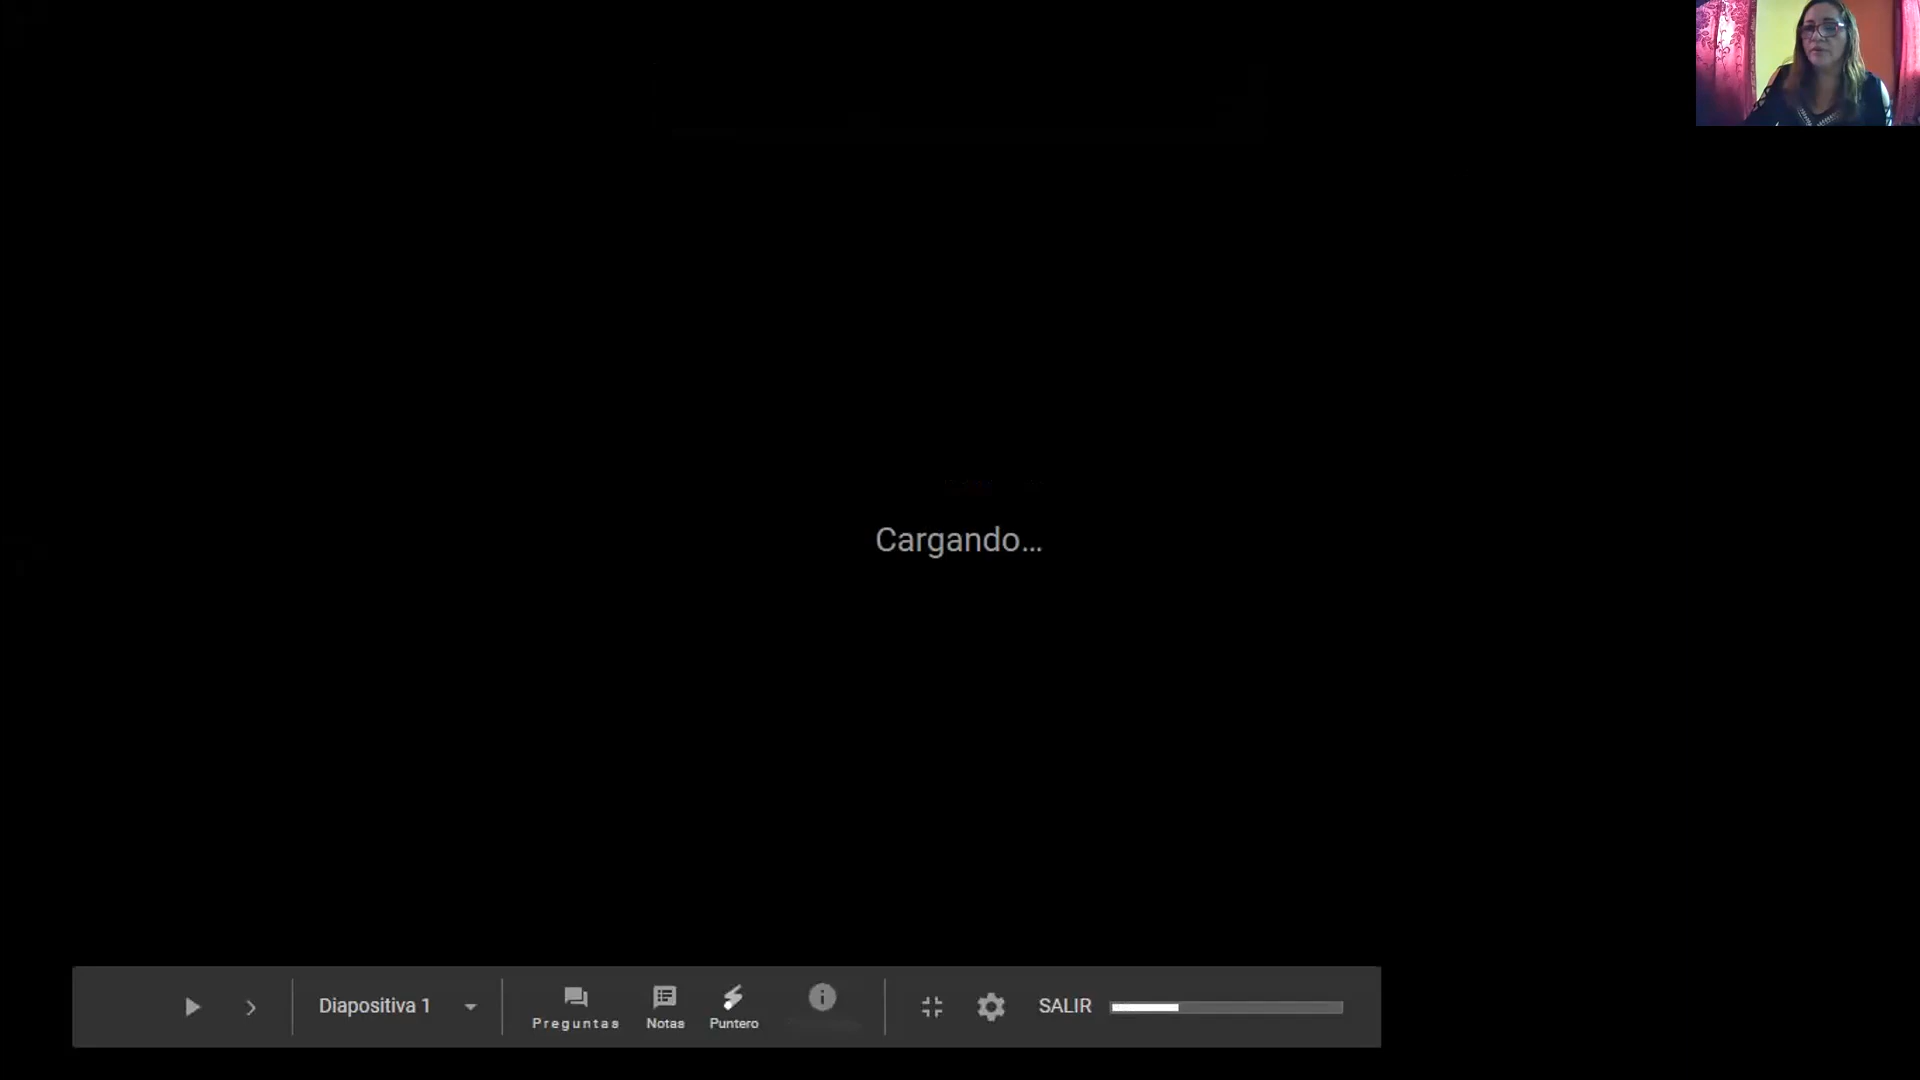 Cargando...
Diapositiva 1
Preguntas
Notas
Puntero
SALIR